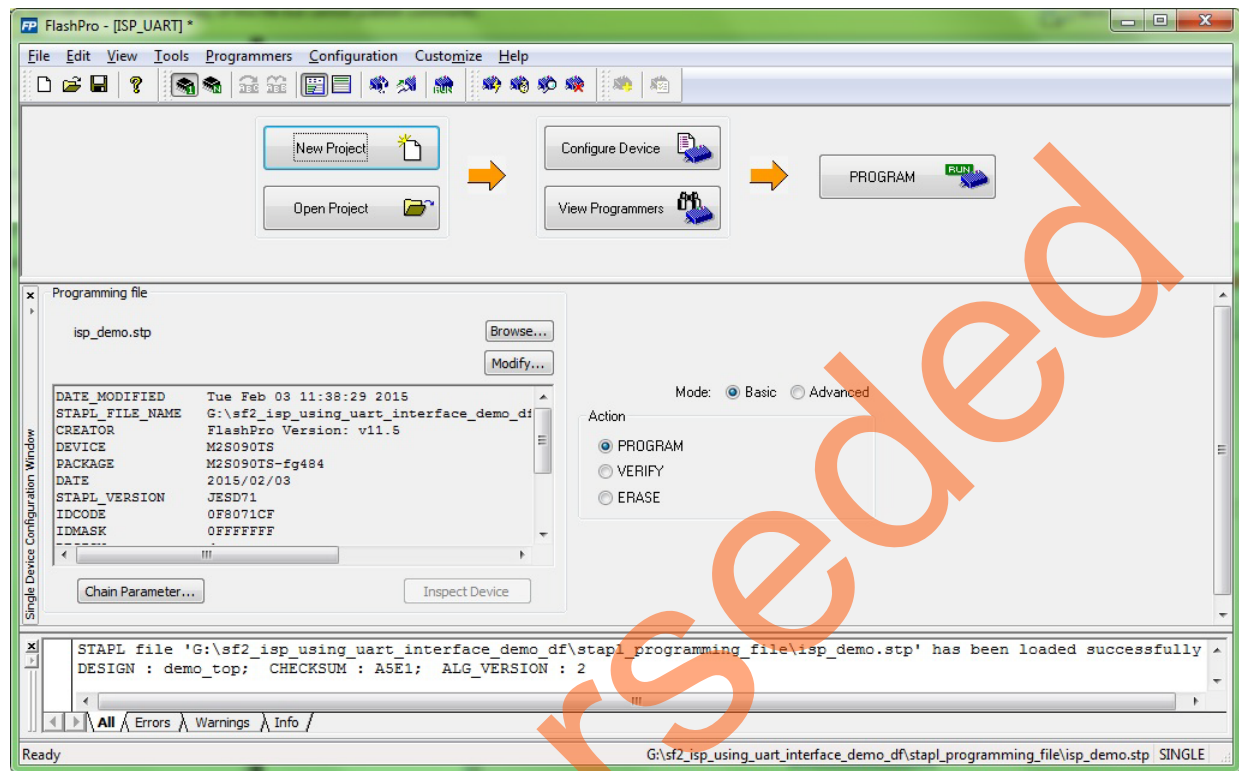 FlashPro - [ISP_UART] *
File Edit View Tools Programmers Configuration Customize Help
New Project
Open Project
Configure Device
View Programmers
PROGRAM
RUN
Programming file
isp_demo.stp
Browse...
Modify...
DATE_MODIFIED Tue Feb 03 11:38:29 2015
STAPL_FILE_NAME G:\sf2_isp_using_uart_interface_demo_df
CREATOR FlashPro Version: v11.5
DEVICE M2S090TS
PACKAGE M2S090TS-fg484
DATE 2015/02/03
STAPL_VERSION JESD71
IDCODE 0F8071CF
IDMASK 0FFFFFFF
Chain Parameter...
Inspect Device
Mode: Basic Advanced
Action
PROGRAM
VERIFY
ERASE
Single Device Configuration Window
STAPL file 'G:\sf2_isp_using_uart_interface_demo_df\stapl_programming_file\isp_demo.stp' has been loaded successfully
DESIGN : demo_top; CHECKSUM : A5E1; ALG_VERSION : 2
All Errors Warnings Info
Ready
G:\sf2_isp_using_uart_interface_demo_df\stapl_programming_file\isp_demo.stp SINGLE
rseded